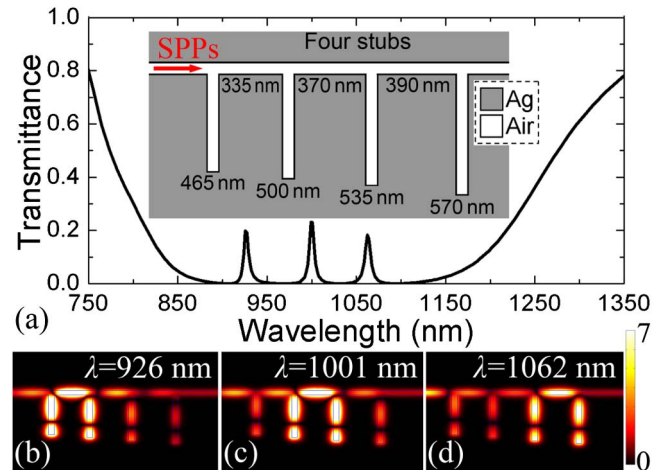 Four stubs
SPPs
335 nm 370 nm 390 nm
Ag
Air
465 nm 500 nm 535 nm 570 nm
Transmittance
1.0
0.8
0.6
0.4
0.2
0.0
750 850 950 1050 1150 1250 1350
(a) Wavelength (nm)
λ=926 nm λ=1001 nm λ=1062 nm 7
(b) (c) (d) 0